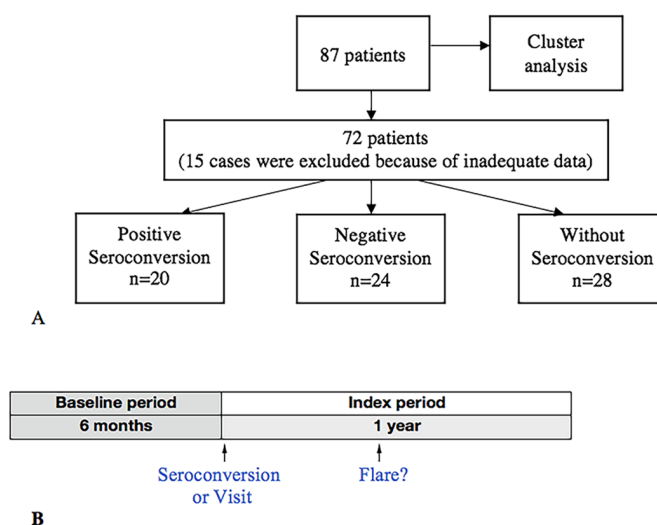 87 patients
Cluster
analysis
72 patients
(15 cases were excluded because of inadequate data)
Positive
Seroconversion
n=20
Negative
Seroconversion
n=24
Without
Seroconversion
n=28
A
Baseline period
Index period
6 months
1 year
Seroconversion
or Visit
Flare?
B